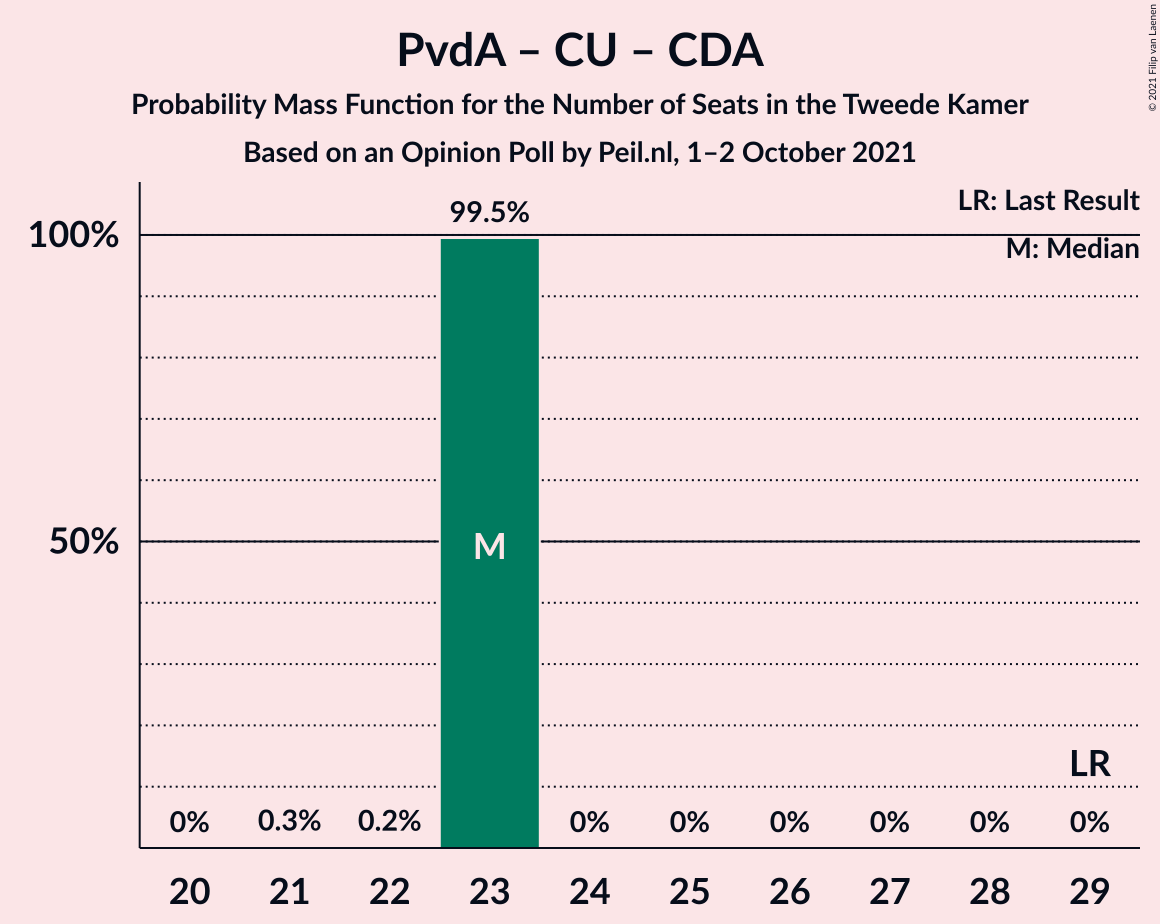 PvdA – CU – CDA
Probability Mass Function for the Number of Seats in the Tweede Kamer
Based on an Opinion Poll by Peil.nl, 1–2 October 2021
© 2021 Filip van Laenen
LR: Last Result
M: Median
99.5%
100%
50%
M
LR
0% 0.3% 0.2% 0% 0% 0% 0% 0% 0%
20 21 22 23 24 25 26 27 28 29